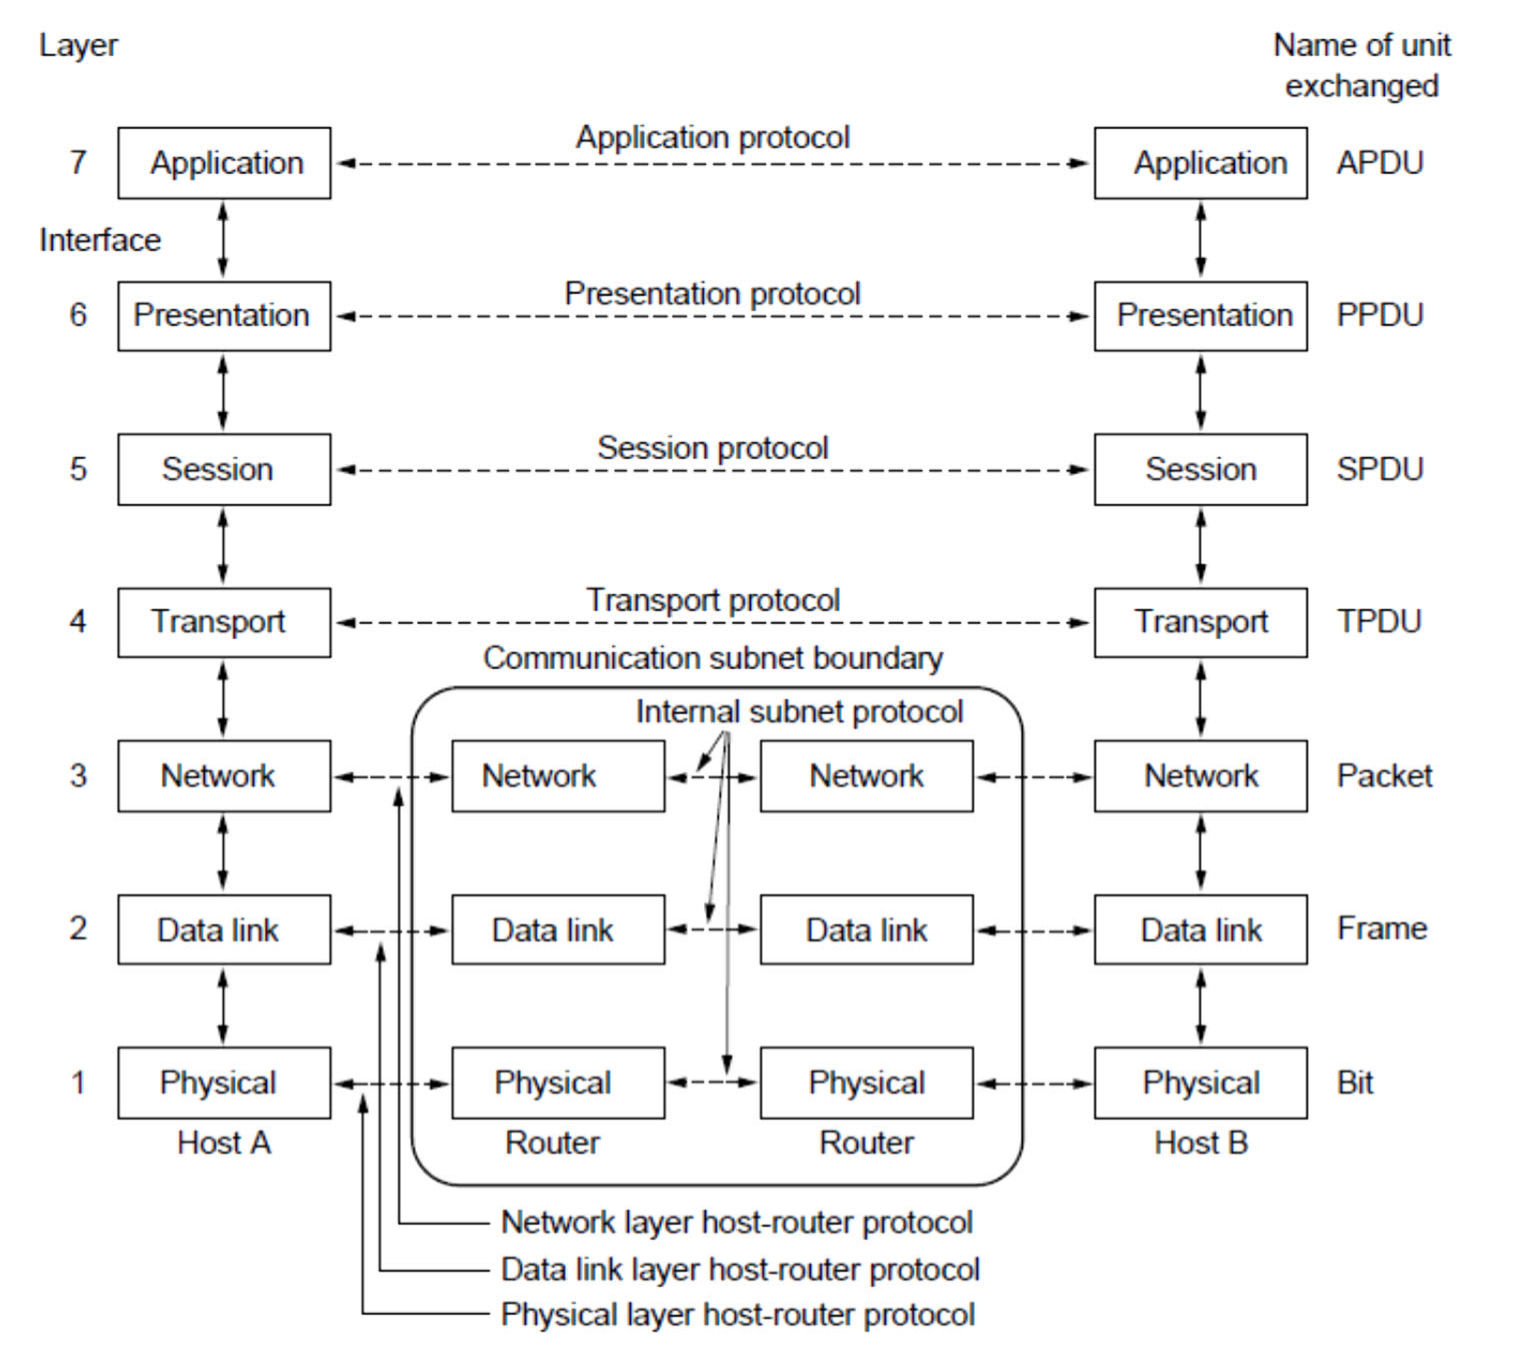 Layer
Name of unit
exchanged
Application protocol
7
Application
Application
APDU
Interface
Presentation protocol
6
Presentation
Presentation
PPDU
Session protocol
5
Session
Session
SPDU
Transport protocol
4
Transport
Transport
TPDU
Communication subnet boundary
Internal subnet protocol
3
Network
Network
Network
Network
Packet
2
Data link
Data link
Data link
Data link
Frame
1
Physical
Physical
Physical
Physical
Bit
Host A
Router
Router
Host B
Network layer host-router protocol
Data link layer host-router protocol
Physical layer host-router protocol